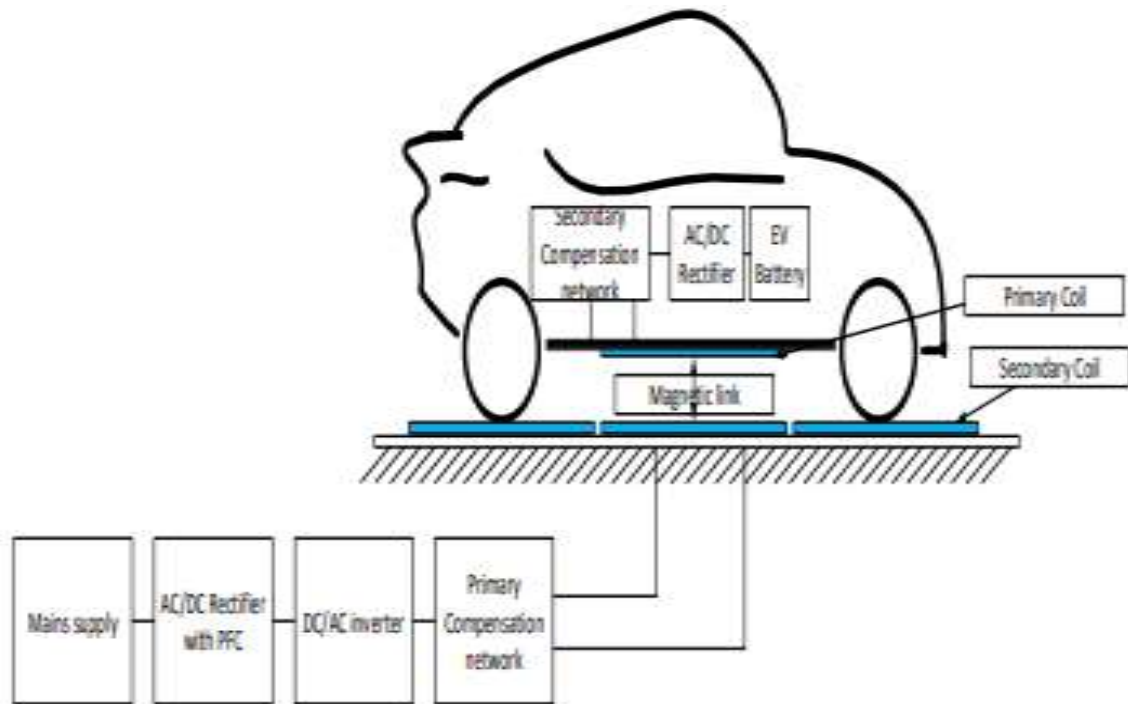 Secondary
Compensation
network
AC/DC
Rectifier
EV
Battery
Primary Coil
Secondary Coil
Magnetic link
Mains supply
AC/DC Rectifier
with PFC
DC/AC inverter
Primary
Compensation
network